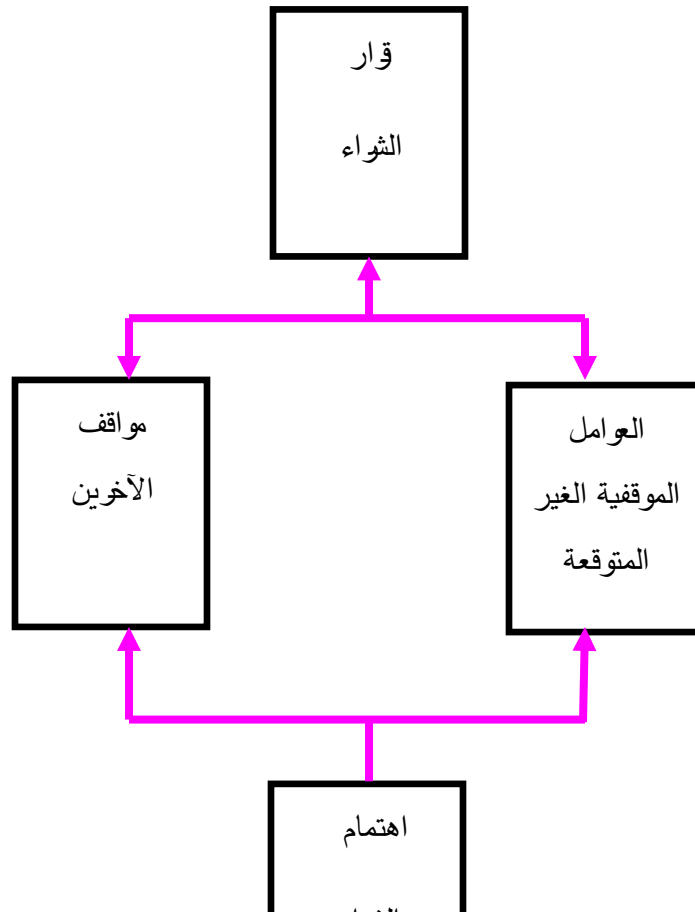 قرار
الشراء
مواقف
الآخرين
العوامل
الموقفية الغير
المتوقعة
اهتمام